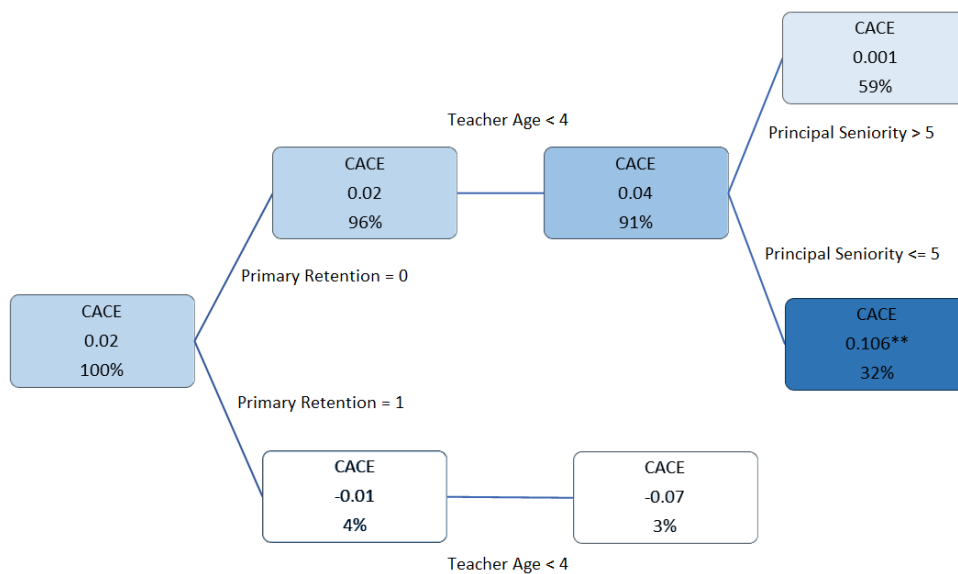 CACE
0.001
59%
Teacher Age < 4
Principal Seniority > 5
CACE
0.02
96%
CACE
0.04
91%
Principal Seniority <= 5
Primary Retention = 0
CACE
0.02
100%
CACE
0.106**
32%
Primary Retention = 1
CACE
-0.01
4%
CACE
-0.07
3%
Teacher Age < 4